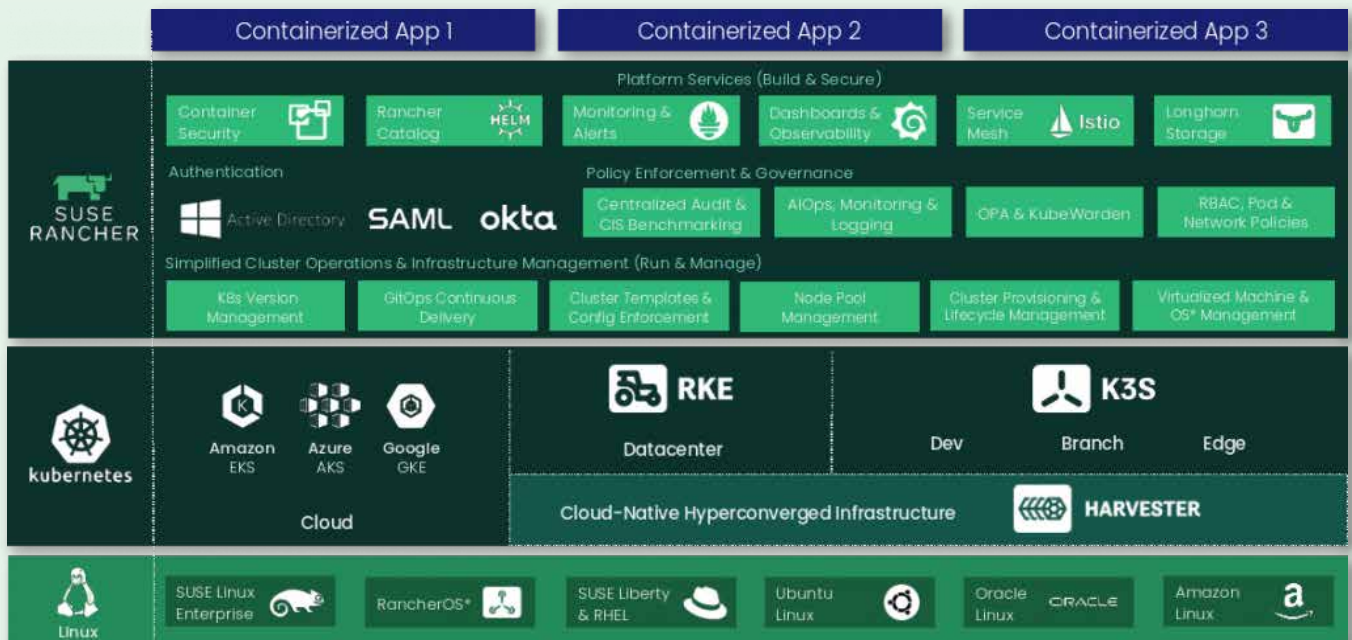 Containerized App 1
Containerized App 2
Containerized App 3
SUSE
RANCHER
Platform Services (Build & Secure)
Container
Security
Rancher
Catalog
HELM
Monitoring &
Alerts
Dashboards &
Observability
Service
Mesh
Istio
Longhorn
Storage
Authentication
Active Directory
SAML
okta
Policy Enforcement & Governance
Centralized Audit &
CIS Benchmarking
AIOps, Monitoring &
Logging
OPA & KubeWarden
RBAC, Pod &
Network Policies
Simplified Cluster Operations & Infrastructure Management (Run & Manage)
K8s Version
Management
GitOps Continuous
Delivery
Cluster Templates &
Config Enforcement
Node Pool
Management
Cluster Provisioning &
Lifecycle Management
Virtualized Machine &
OS* Management
kubernetes
K
Amazon
EKS
Azure
AKS
Google
GKE
Cloud
RKE
Datacenter
K3S
Dev
Branch
Edge
Cloud-Native Hyperconverged Infrastructure
HARVESTER
Linux
SUSE Linux
Enterprise
RancherOS*
SUSE Liberty
& RHEL
Ubuntu
Linux
Oracle
Linux
ORACLE
Amazon
Linux
a